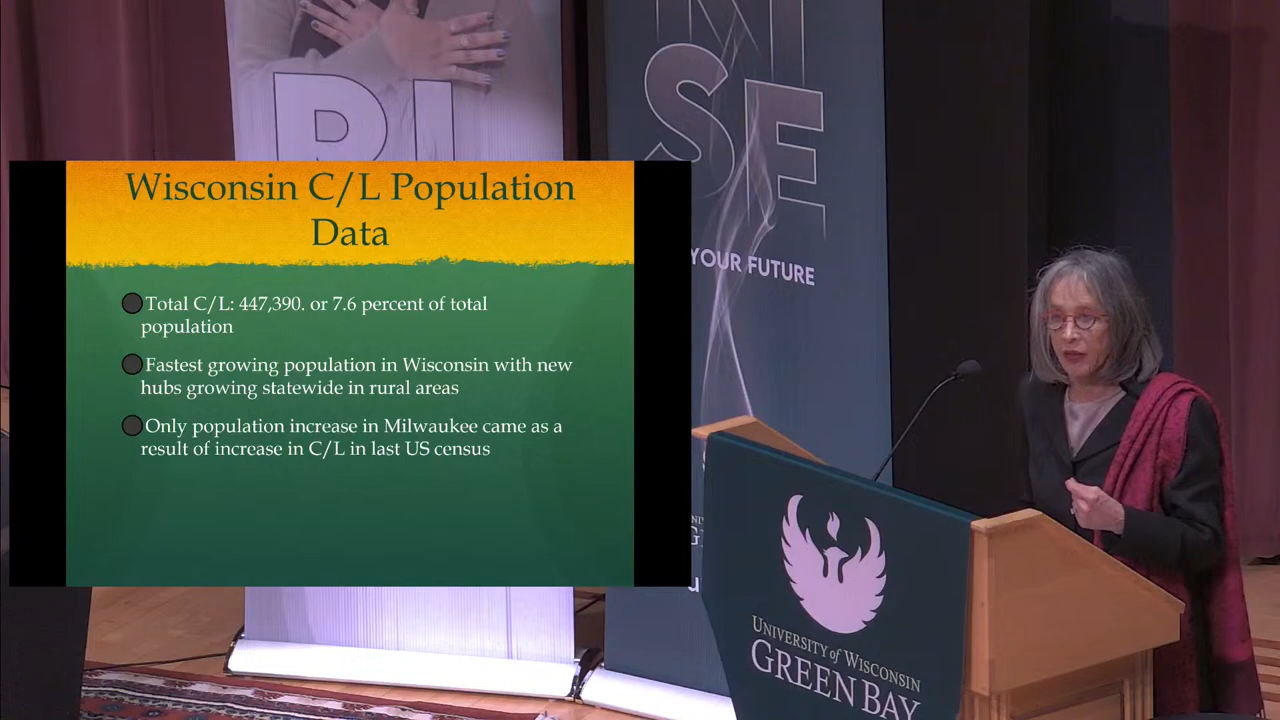 RI
RI
SE
YOUR FUTURE
Wisconsin C/L Population
Data
Total C/L: 447,390. or 7.6 percent of total
population
Fastest growing population in Wisconsin with new
hubs growing statewide in rural areas
Only population increase in Milwaukee came as a
result of increase in C/L in last US census
UNIVERSITY of WISCONSIN
GREEN BAY